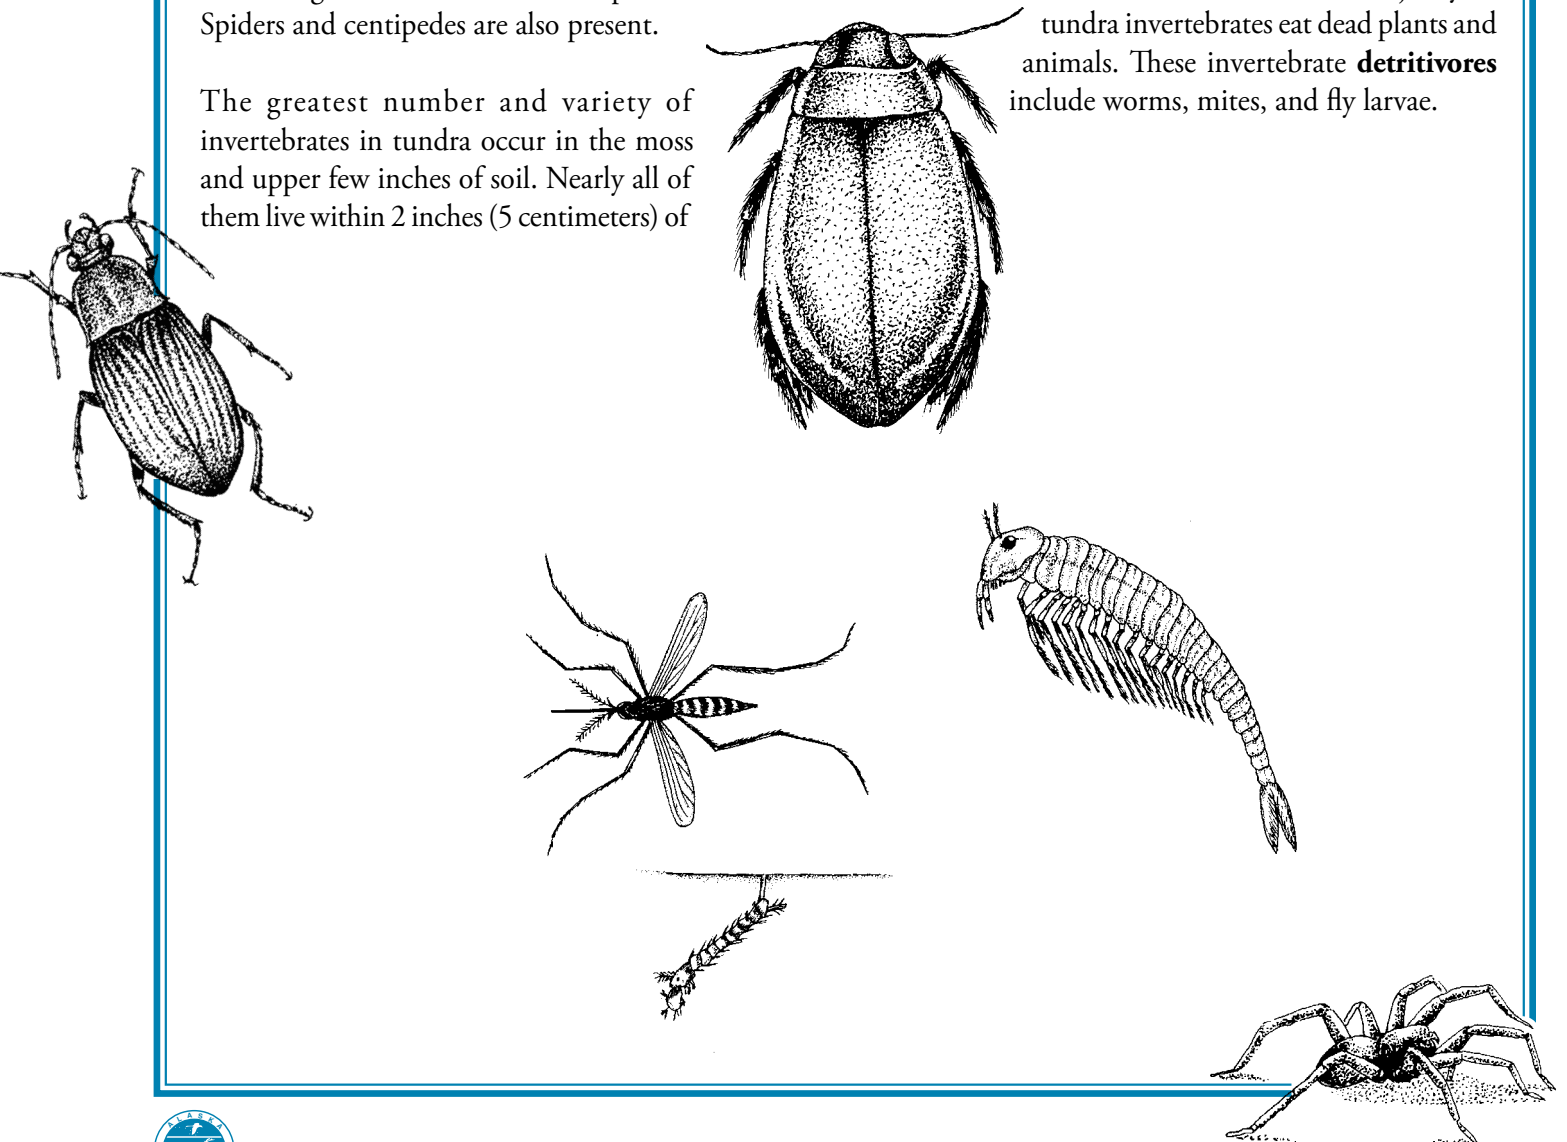 Spiders and centipedes are also present.
The greatest number and variety of
invertebrates in tundra occur in the moss
and upper few inches of soil. Nearly all of
them live within 2 inches (5 centimeters) of
tundra invertebrates eat dead plants and
animals. These invertebrate detritivores
include worms, mites, and fly larvae.
ALASKA